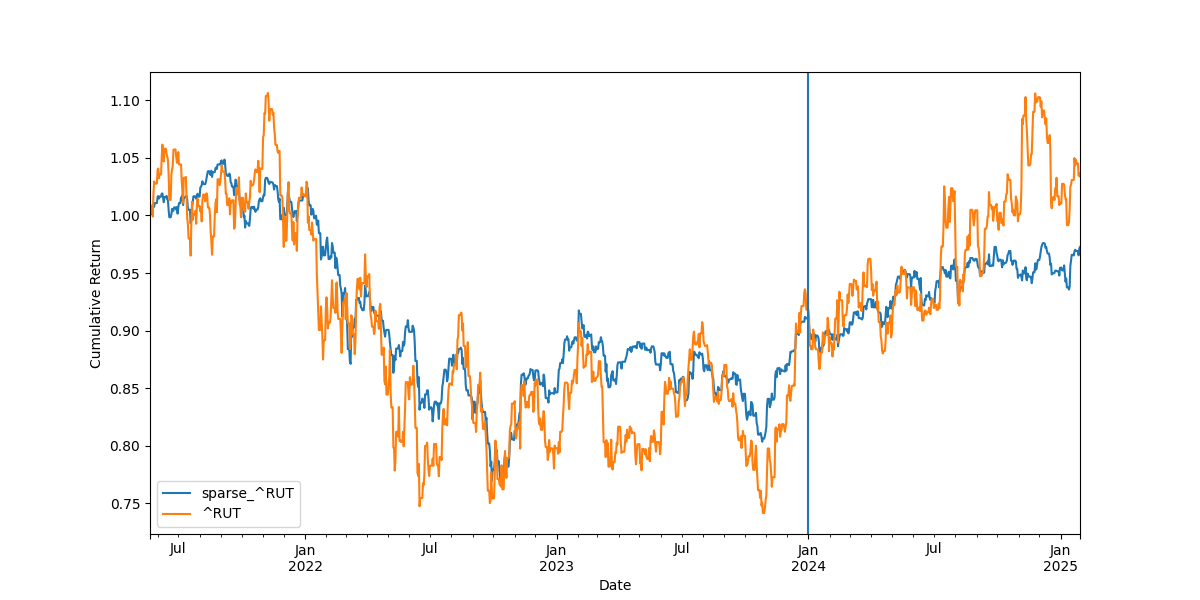 Cumulative Return
1.10
1.05
1.00
0.95
0.90
0.85
0.80
0.75
sparse_^RUT
^RUT
Jul Jan Jul Jan Jul Jan Jul Jan
2022 2023 2024 2025
Date